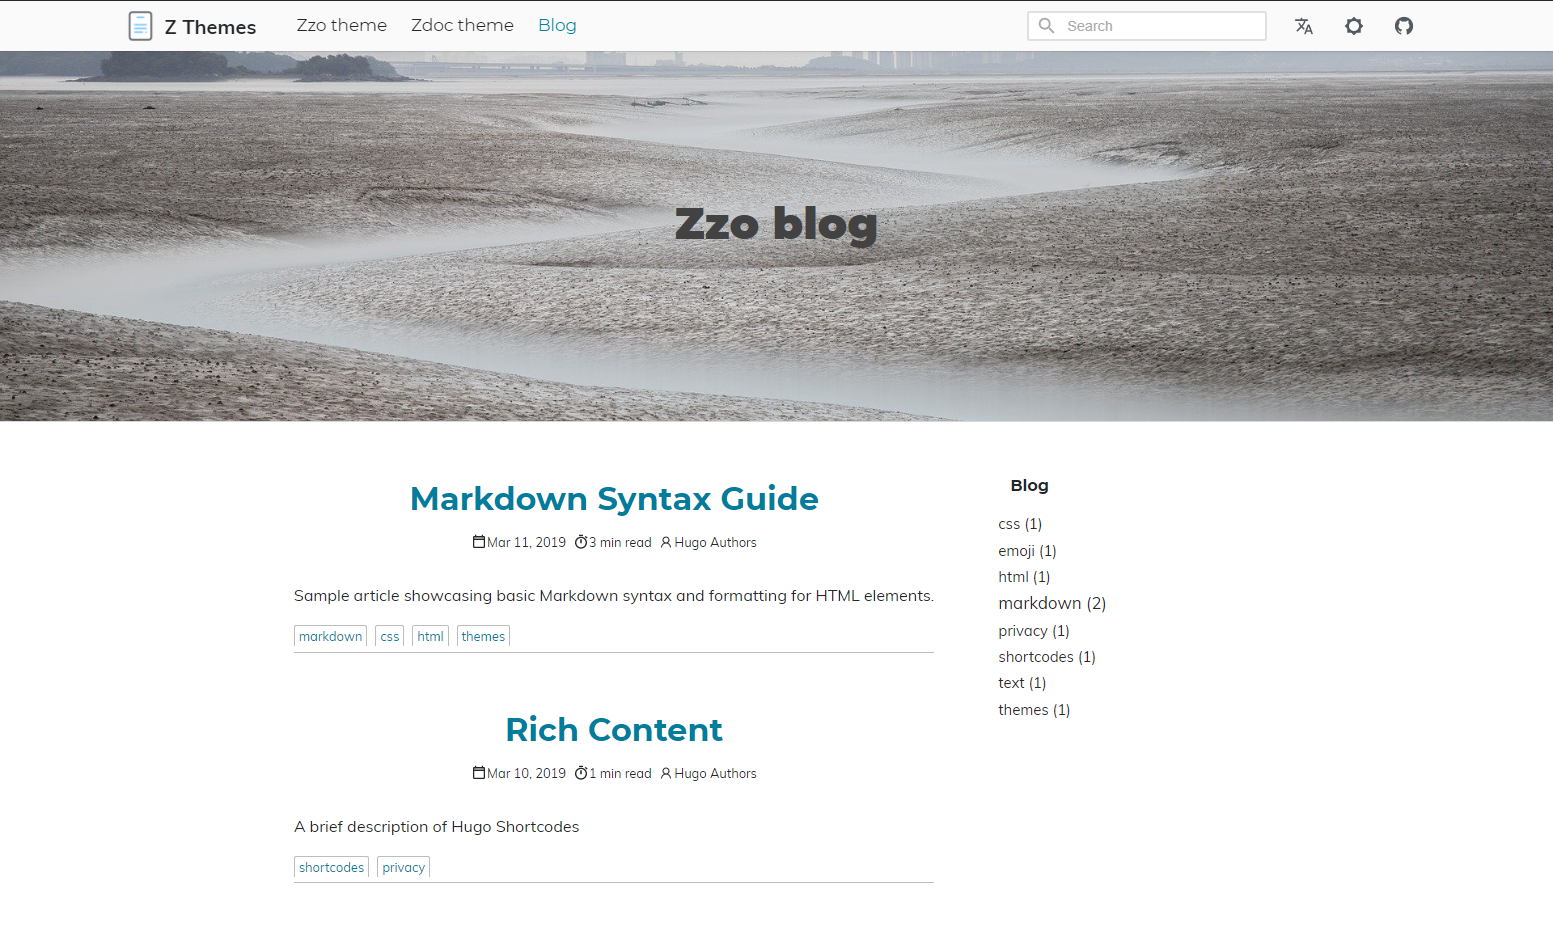 Z Themes Zzo theme Zdoc theme Blog Search
Zzo blog
Markdown Syntax Guide
Mar 11, 2019 3 min read Hugo Authors
Sample article showcasing basic Markdown syntax and formatting for HTML elements.
markdown css html themes
Rich Content
Mar 10, 2019 1 min read Hugo Authors
A brief description of Hugo Shortcodes
shortcodes privacy
Blog
css (1)
emoji (1)
html (1)
markdown (2)
privacy (1)
shortcodes (1)
text (1)
themes (1)